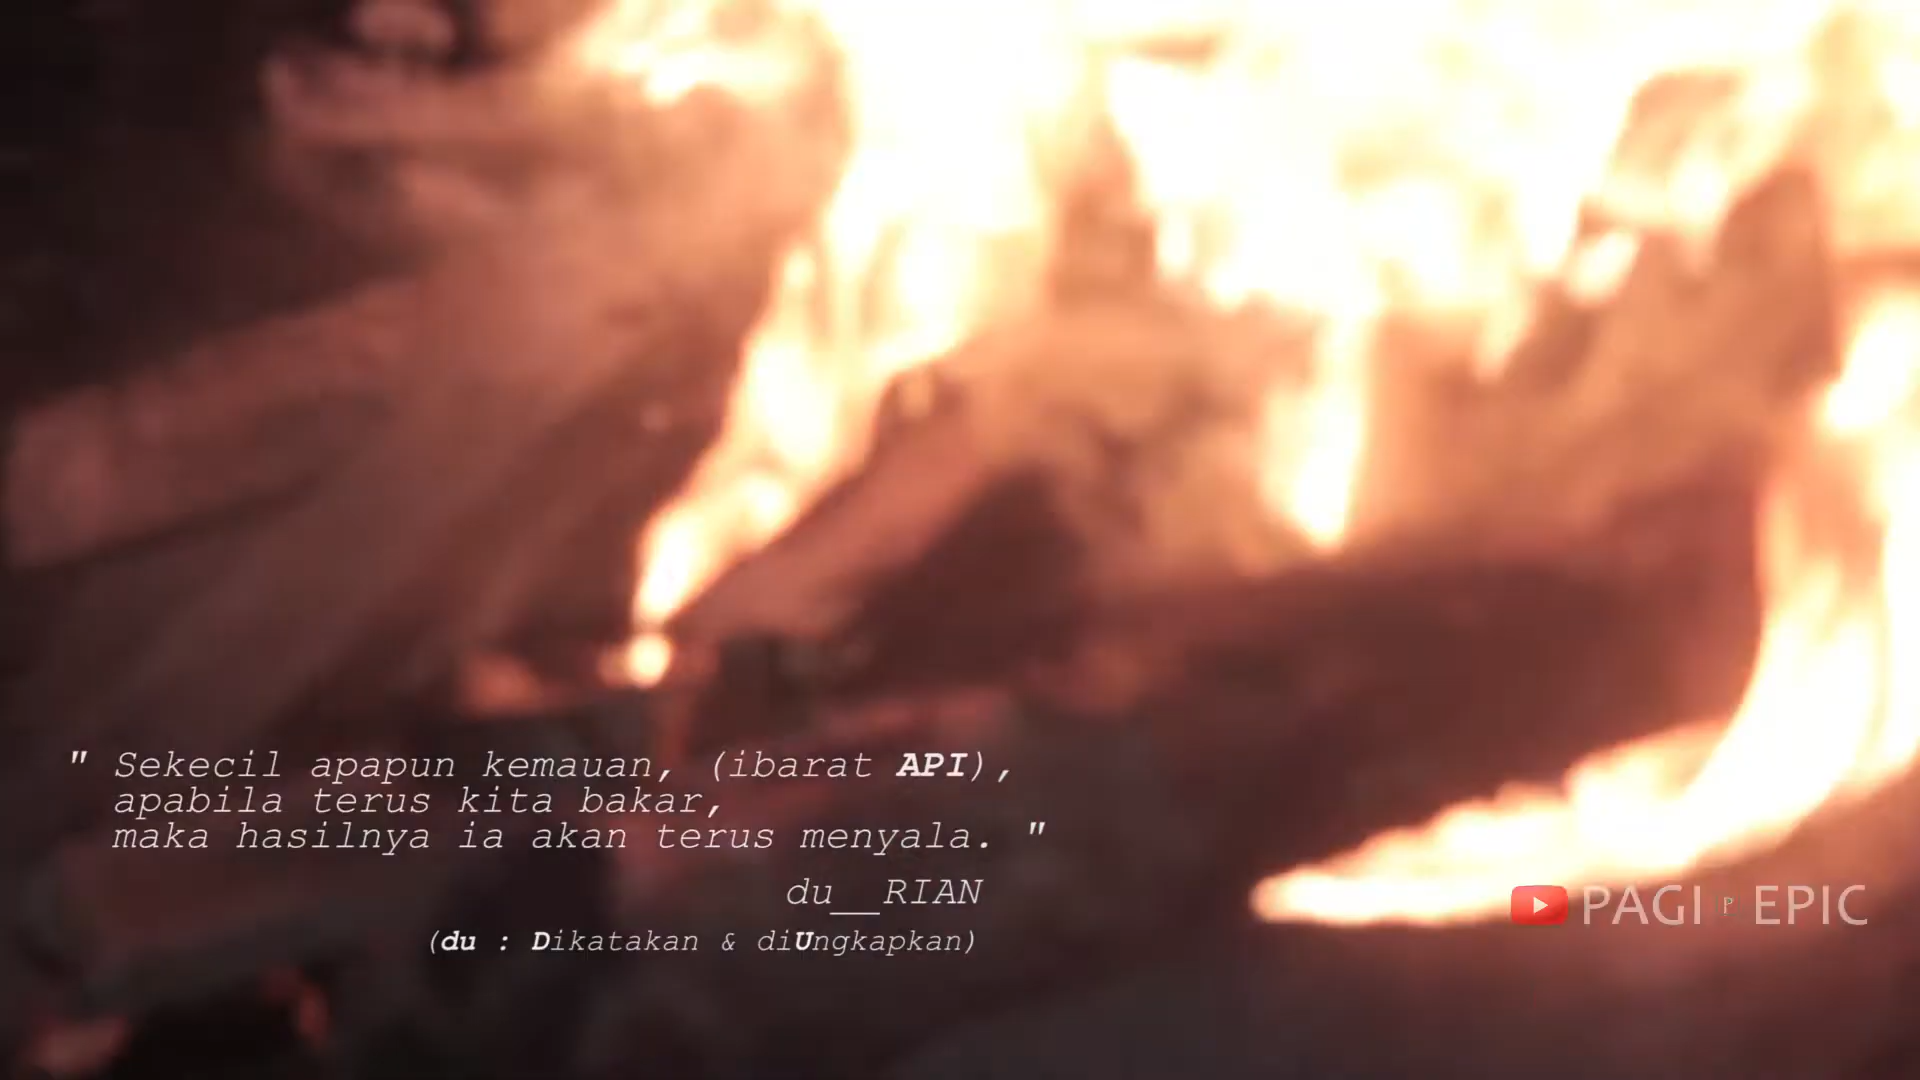 " Sekecil apapun kemauan, (ibarat API),
apabila terus kita bakar,
maka hasilnya ia akan terus menyala. "
du__RIAN
(du : Dikatakan & diUngkapkan)
PAGI IP EPIC